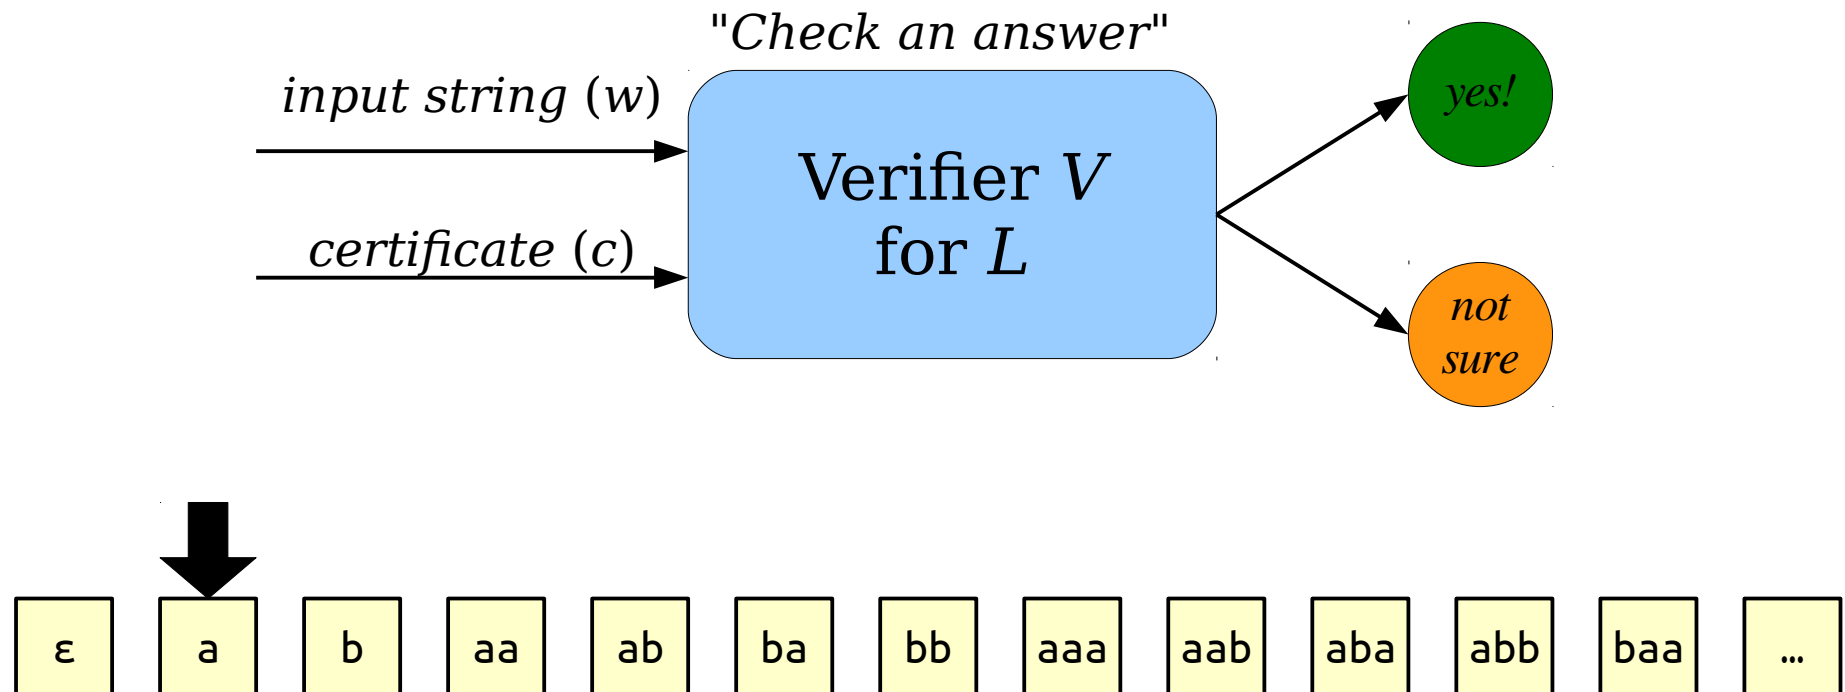 "Check an answer"
input string (w)
certificate (c)
Verifier V
for L
yes!
not
sure
ε a b aa ab ba bb aaa aab aba abb baa …